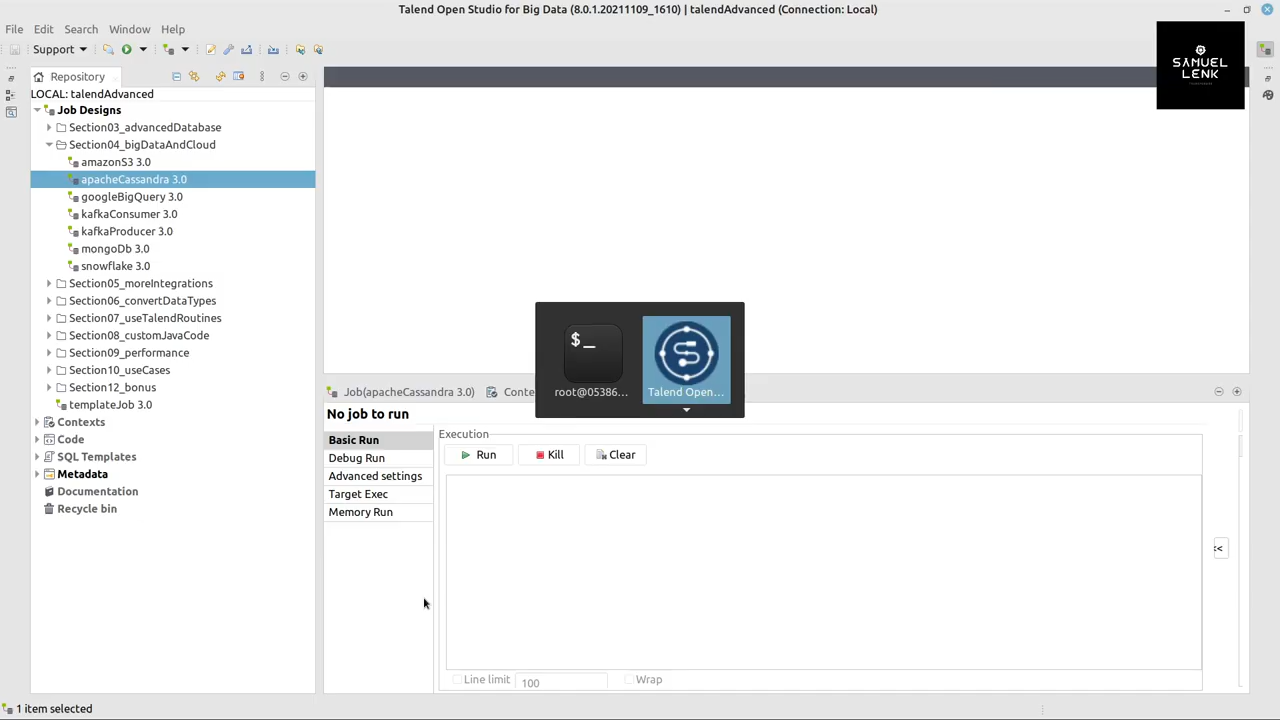 Talend Open Studio for Big Data (8.0.1.20211109_1610) | talendAdvanced (Connection: Local)
File Edit Search Window Help
Support
SAMUEL
LENK
Repository
LOCAL: talendAdvanced
Job Designs
Section03_advancedDatabase
Section04_bigDataAndCloud
amazonS3 3.0
apacheCassandra 3.0
googleBigQuery 3.0
kafkaConsumer 3.0
kafkaProducer 3.0
mongoDb 3.0
snowflake 3.0
Section05_moreIntegrations
Section06_convertDataTypes
Section07_useTalendRoutines
Section08_customJavaCode
Section09_performance
Section10_useCases
Section12_bonus
templateJob 3.0
Contexts
Code
SQL Templates
Metadata
Documentation
Recycle bin
$_
root@05386... Talend Open...
Job(apacheCassandra 3.0) Conte
No job to run
Basic Run
Debug Run
Advanced settings
Target Exec
Memory Run
Execution
Run Kill Clear
<<
Line limit 100 Wrap
1 item selected